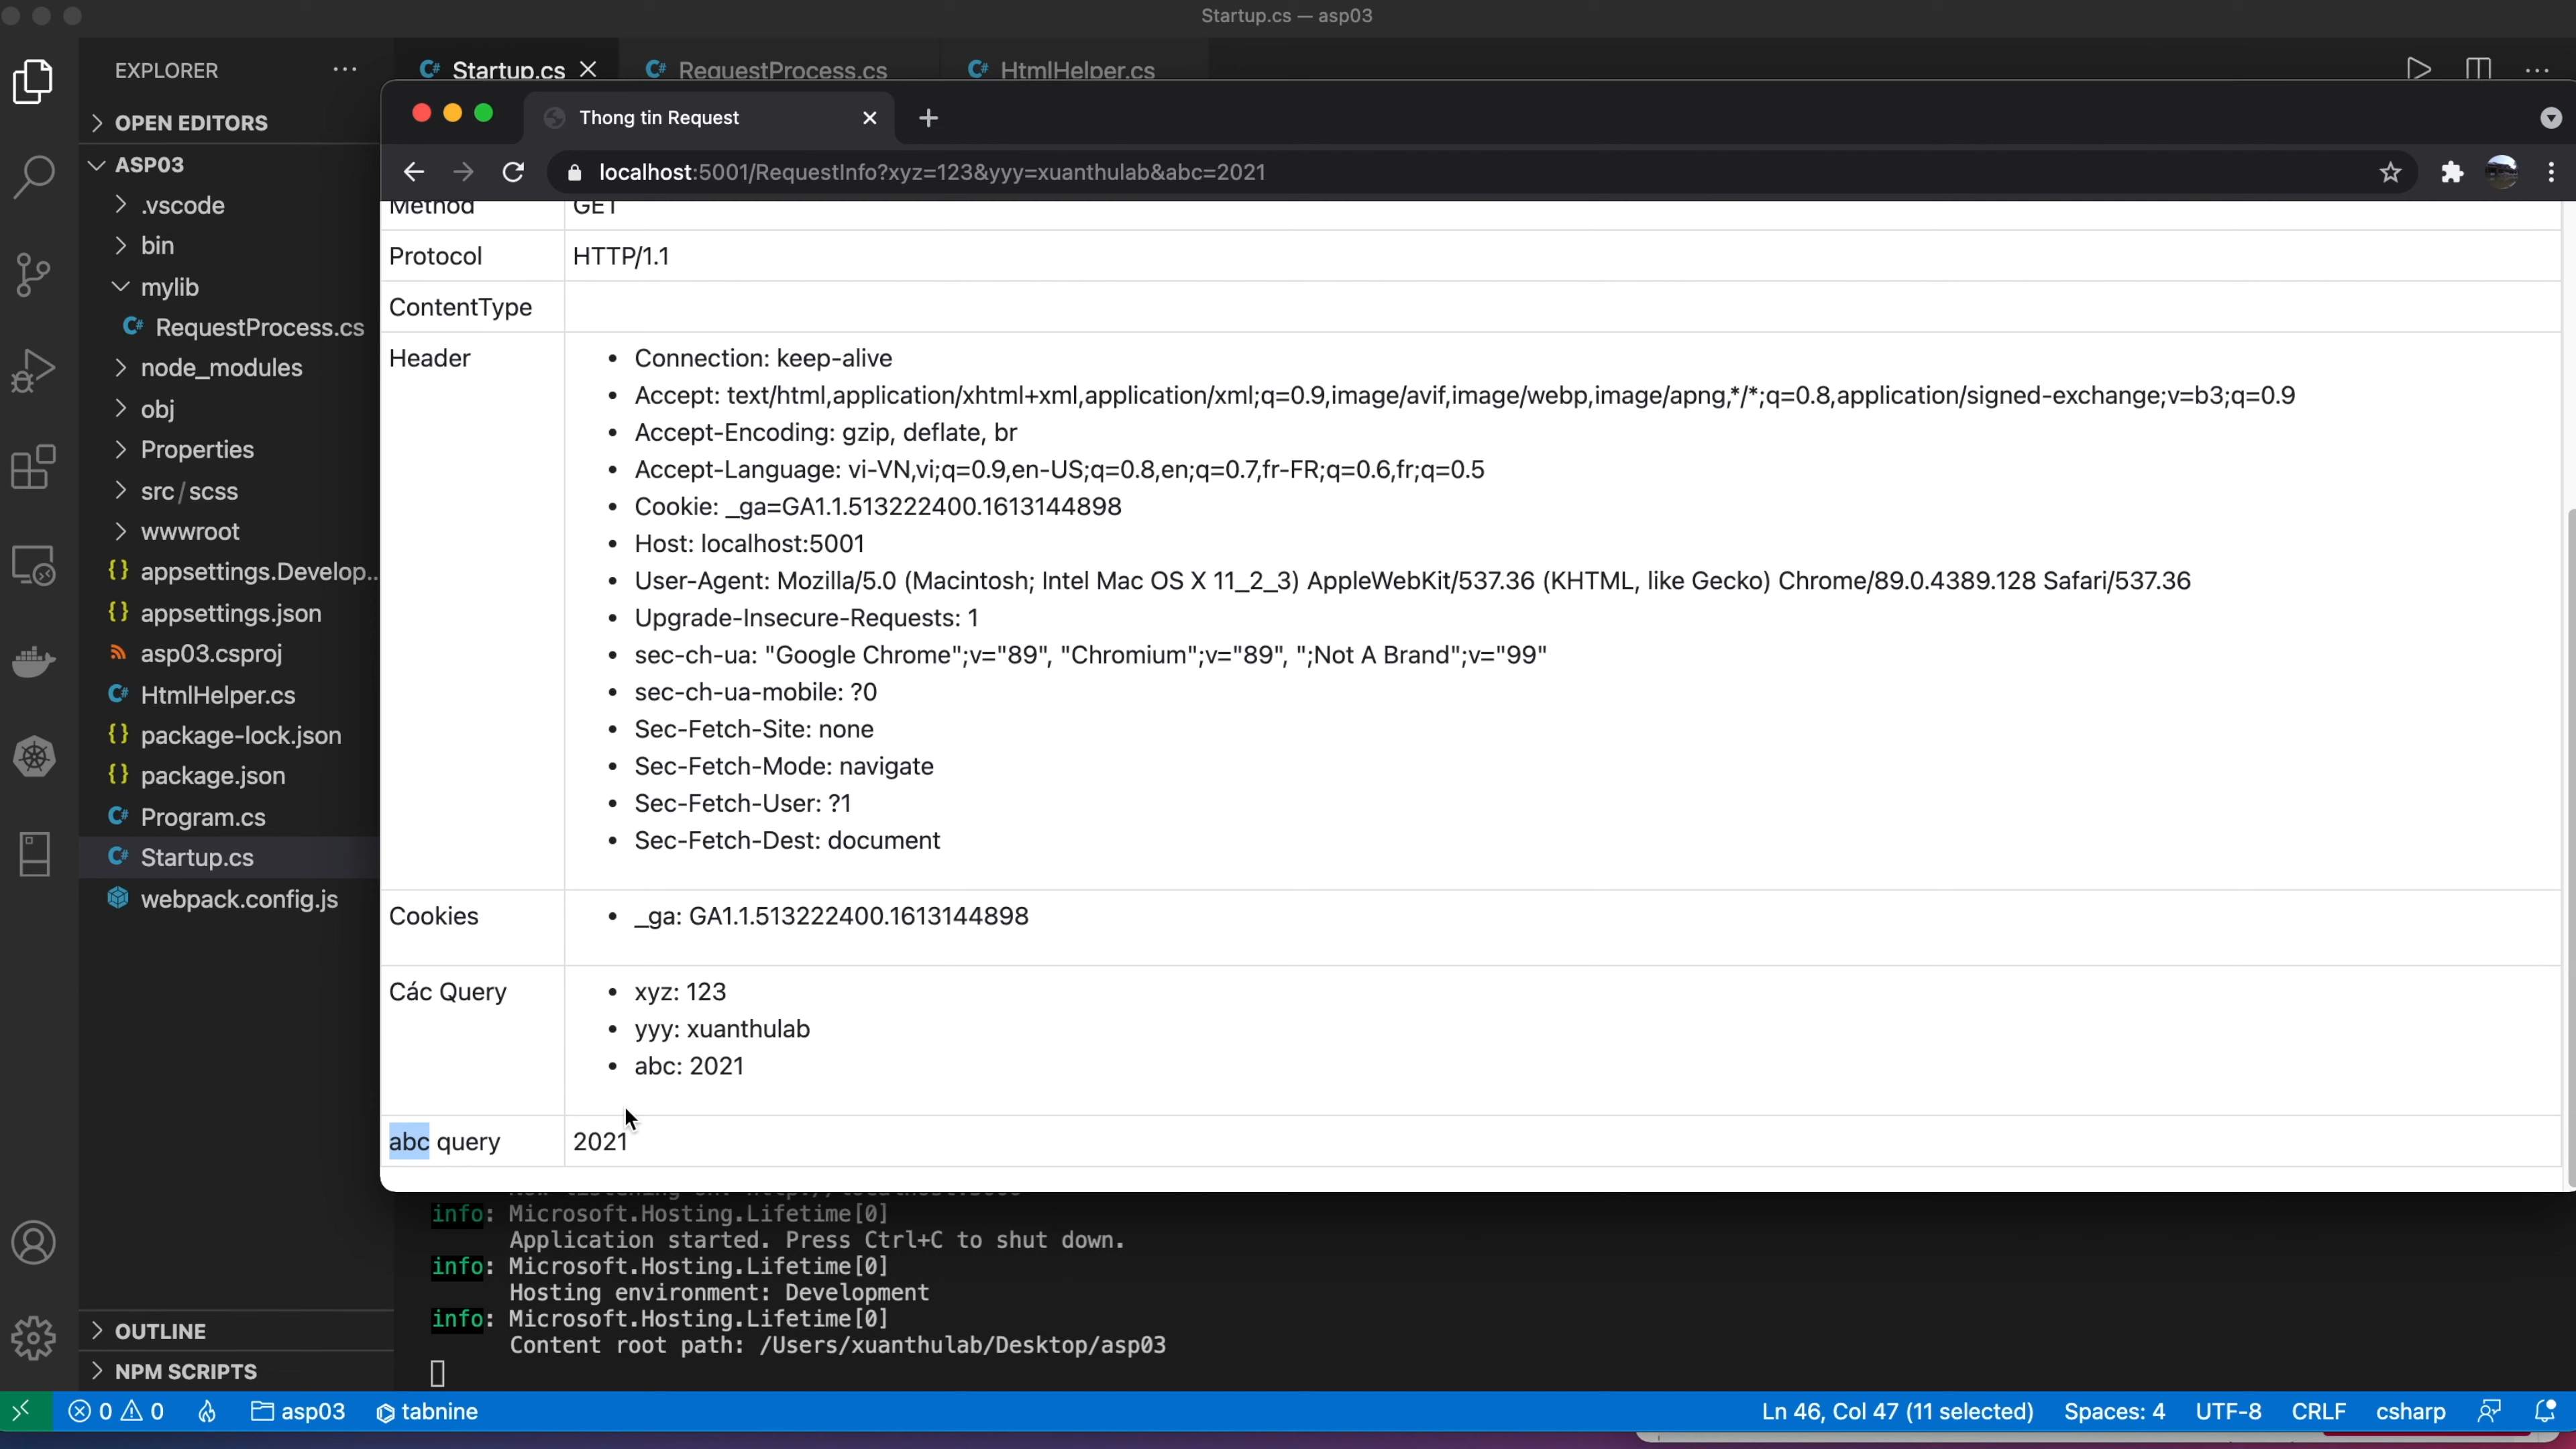 Startup.cs — asp03
EXPLORER
Startup.cs
RequestProcess.cs
HtmlHelper.cs
OPEN EDITORS
ASP03
.vscode
bin
mylib
RequestProcess.cs
node_modules
obj
Properties
src/scss
wwwroot
appsettings.Develop...
appsettings.json
asp03.csproj
HtmlHelper.cs
package-lock.json
package.json
Program.cs
Startup.cs
webpack.config.js
OUTLINE
NPM SCRIPTS
Thong tin Request
localhost:5001/RequestInfo?xyz=123&yyy=xuanthulab&abc=2021
Method GET
Protocol HTTP/1.1
ContentType
Header
• Connection: keep-alive
• Accept: text/html,application/xhtml+xml,application/xml;q=0.9,image/avif,image/webp,image/apng,*/*;q=0.8,application/signed-exchange;v=b3;q=0.9
• Accept-Encoding: gzip, deflate, br
• Accept-Language: vi-VN,vi;q=0.9,en-US;q=0.8,en;q=0.7,fr-FR;q=0.6,fr;q=0.5
• Cookie: _ga=GA1.1.513222400.1613144898
• Host: localhost:5001
• User-Agent: Mozilla/5.0 (Macintosh; Intel Mac OS X 11_2_3) AppleWebKit/537.36 (KHTML, like Gecko) Chrome/89.0.4389.128 Safari/537.36
• Upgrade-Insecure-Requests: 1
• sec-ch-ua: "Google Chrome";v="89", "Chromium";v="89", ";Not A Brand";v="99"
• sec-ch-ua-mobile: ?0
• Sec-Fetch-Site: none
• Sec-Fetch-Mode: navigate
• Sec-Fetch-User: ?1
• Sec-Fetch-Dest: document
Cookies
• _ga: GA1.1.513222400.1613144898
Các Query
• xyz: 123
• yyy: xuanthulab
• abc: 2021
abc query 2021
info: Microsoft.Hosting.Lifetime[0]
Application started. Press Ctrl+C to shut down.
info: Microsoft.Hosting.Lifetime[0]
Hosting environment: Development
info: Microsoft.Hosting.Lifetime[0]
Content root path: /Users/xuanthulab/Desktop/asp03
0 0 asp03 tabnine Ln 46, Col 47 (11 selected) Spaces: 4 UTF-8 CRLF csharp